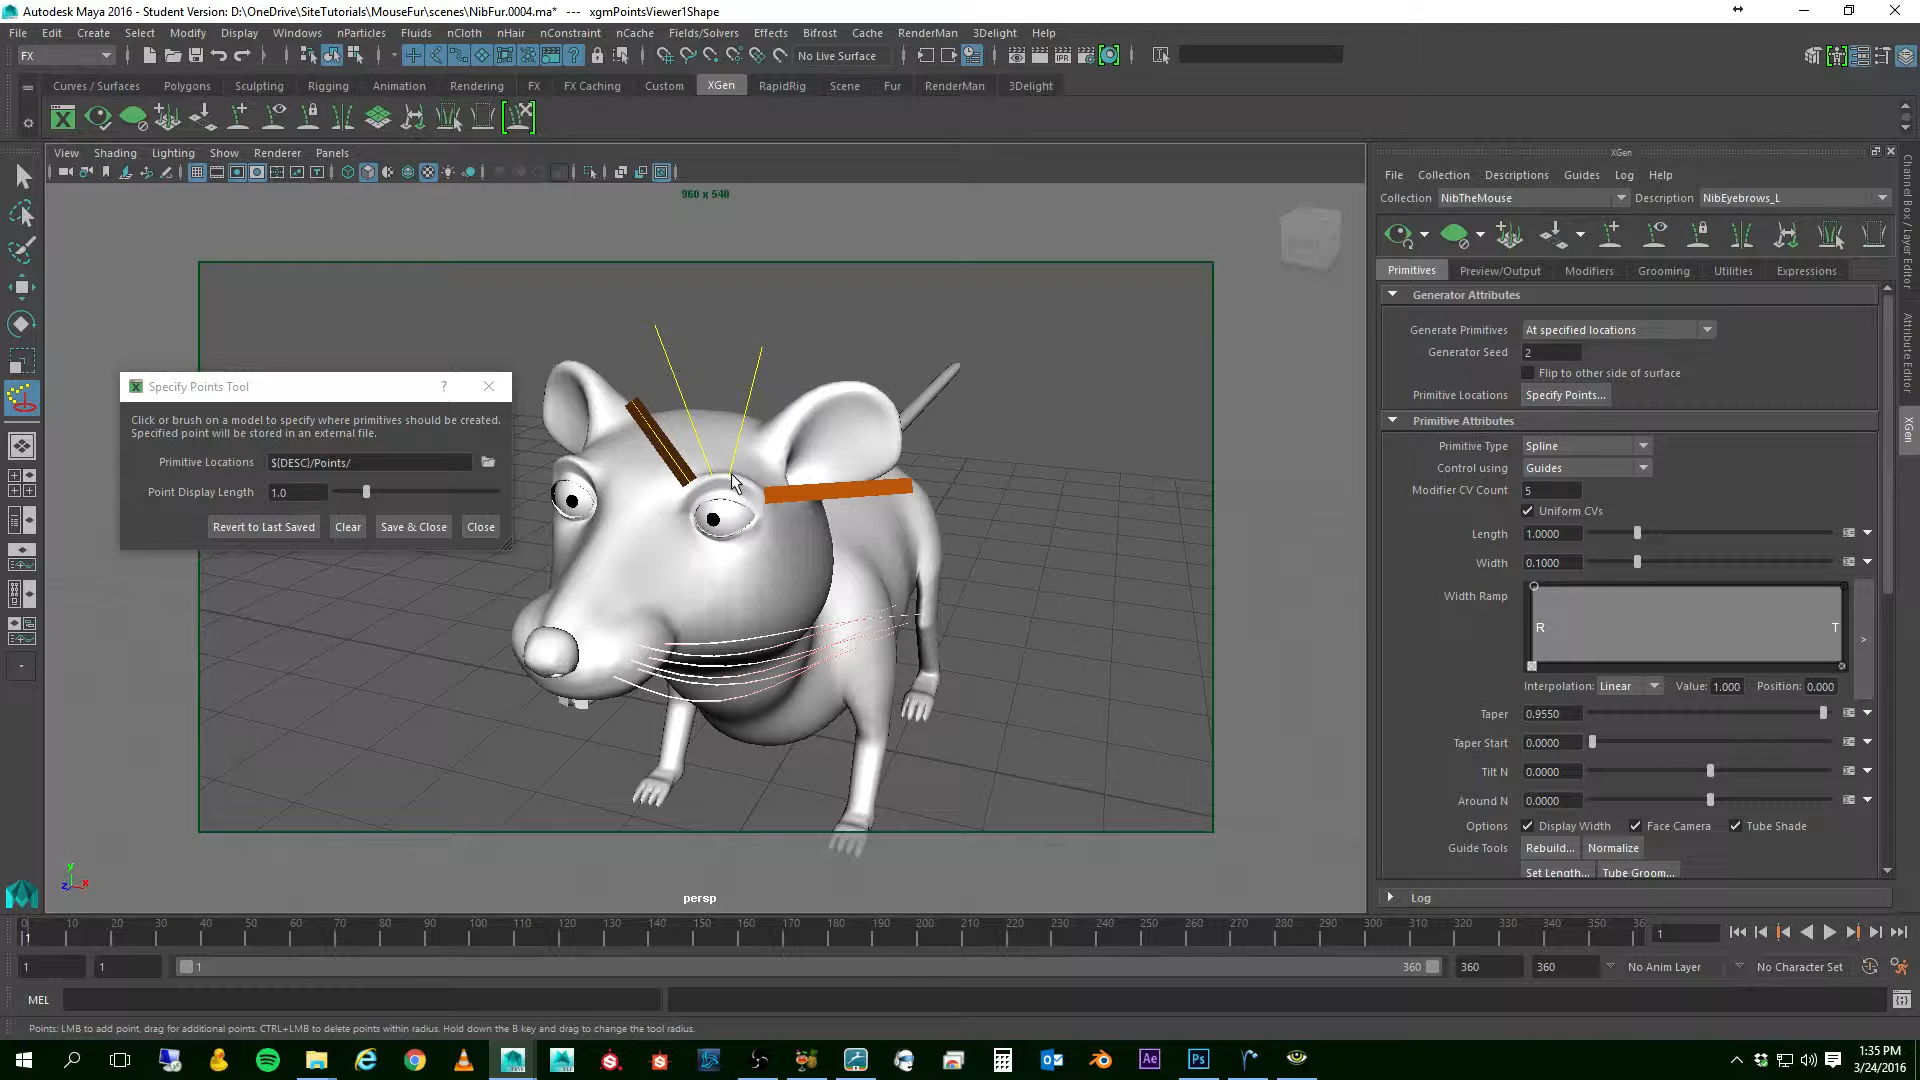 Autodesk Maya 2016 - Student Version: D:\OneDrive\SiteTutorials\MouseFur\scenes\NibFur.0004.ma* --- xgmPointsViewer1Shape
File Edit Create Select Modify Display Windows nParticles Fluids nCloth nHair nConstraint nCache Fields/Solvers Effects Bifrost Cache RenderMan 3Delight Help
FX No Live Surface
Curves / Surfaces Polygons Sculpting Rigging Animation Rendering FX FX Caching Custom XGen RapidRig Scene Fur RenderMan 3Delight
View Shading Lighting Show Renderer Panels
960 x 540
persp
Specify Points Tool
Click or brush on a model to specify where primitives should be created.
Specified point will be stored in an external file.
Primitive Locations ${DESC}/Points/
Point Display Length 1.0
Revert to Last Saved Clear Save & Close Close
XGen
File Collection Descriptions Guides Log Help
Collection NibTheMouse Description NibEyebrows_L
Primitives Preview/Output Modifiers Grooming Utilities Expressions
Generator Attributes
Generate Primitives At specified locations
Generator Seed 2
Flip to other side of surface
Primitive Locations Specify Points...
Primitive Attributes
Primitive Type Spline
Control using Guides
Modifier CV Count 5
Uniform CVs
Length 1.0000
Width 0.1000
Width Ramp
R T
>
Interpolation: Linear Value: 1.000 Position: 0.000
Taper 0.9550
Taper Start 0.0000
Tilt N 0.0000
Around N 0.0000
Options Display Width Face Camera Tube Shade
Guide Tools Rebuild... Normalize
Set Length... Tube Groom...
Log
Channel Box / Layer Editor
Attribute Editor
XGen
y
z x
0 10 20 30 40 50 60 70 80 90 100 110 120 130 140 150 160 170 180 190 200 210 220 230 240 250 260 270 280 290 300 310 320 330 340 350 36
1 1
1 1 1 360 360 360 No Anim Layer No Character Set
MEL
Points: LMB to add point, drag for additional points. CTRL+LMB to delete points within radius. Hold down the B key and drag to change the tool radius.
Ae Ps
1:35 PM
3/24/2016